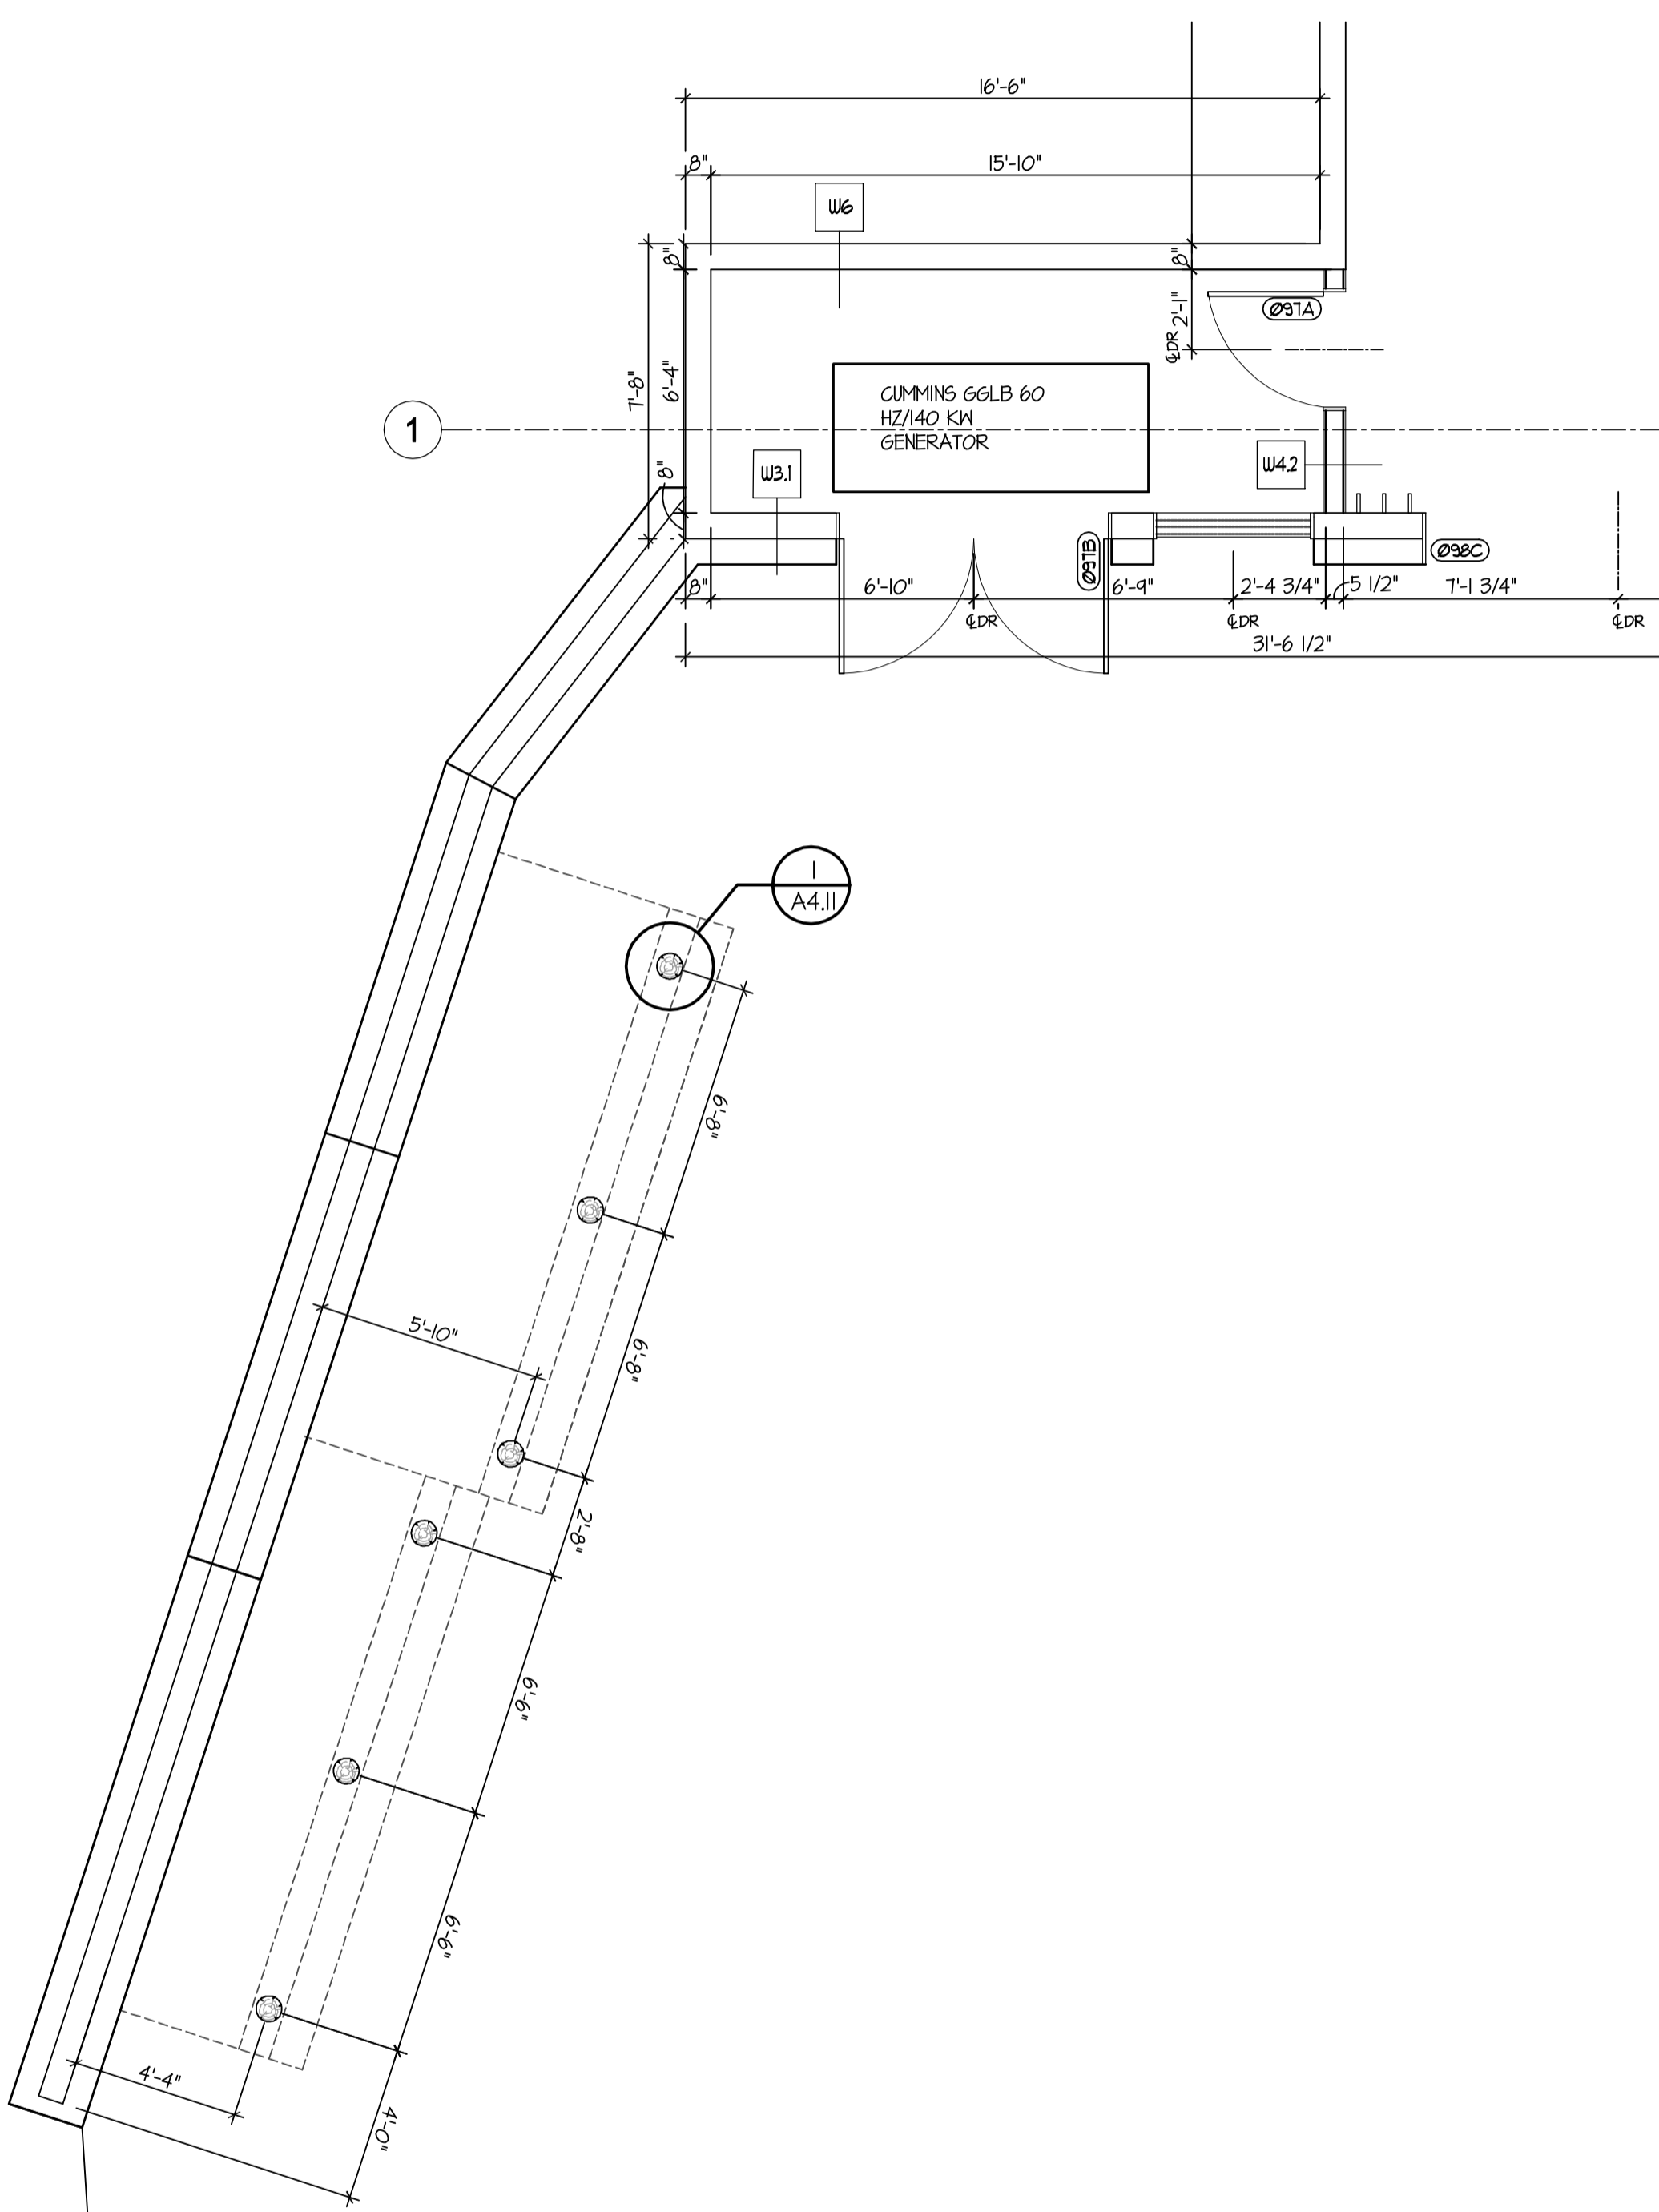 16'-6"
8"
15'-10"
W6
8"
8"
2'-1"
℄DR
Ø97A
7'-8"
6'-4"
CUMMINS GGLB 60
HZ/140 KW
GENERATOR
1
W3.1
W4.2
8"
Ø97B
Ø98C
8"
6'-10"
6'-9"
2'-4 3/4"
5 1/2"
7'-1 3/4"
℄DR
℄DR
℄DR
31'-6 1/2"
1
A4.11
6'-8"
5'-10"
6'-8"
2'-8"
6'-6"
6'-6"
4'-4"
4'-0"